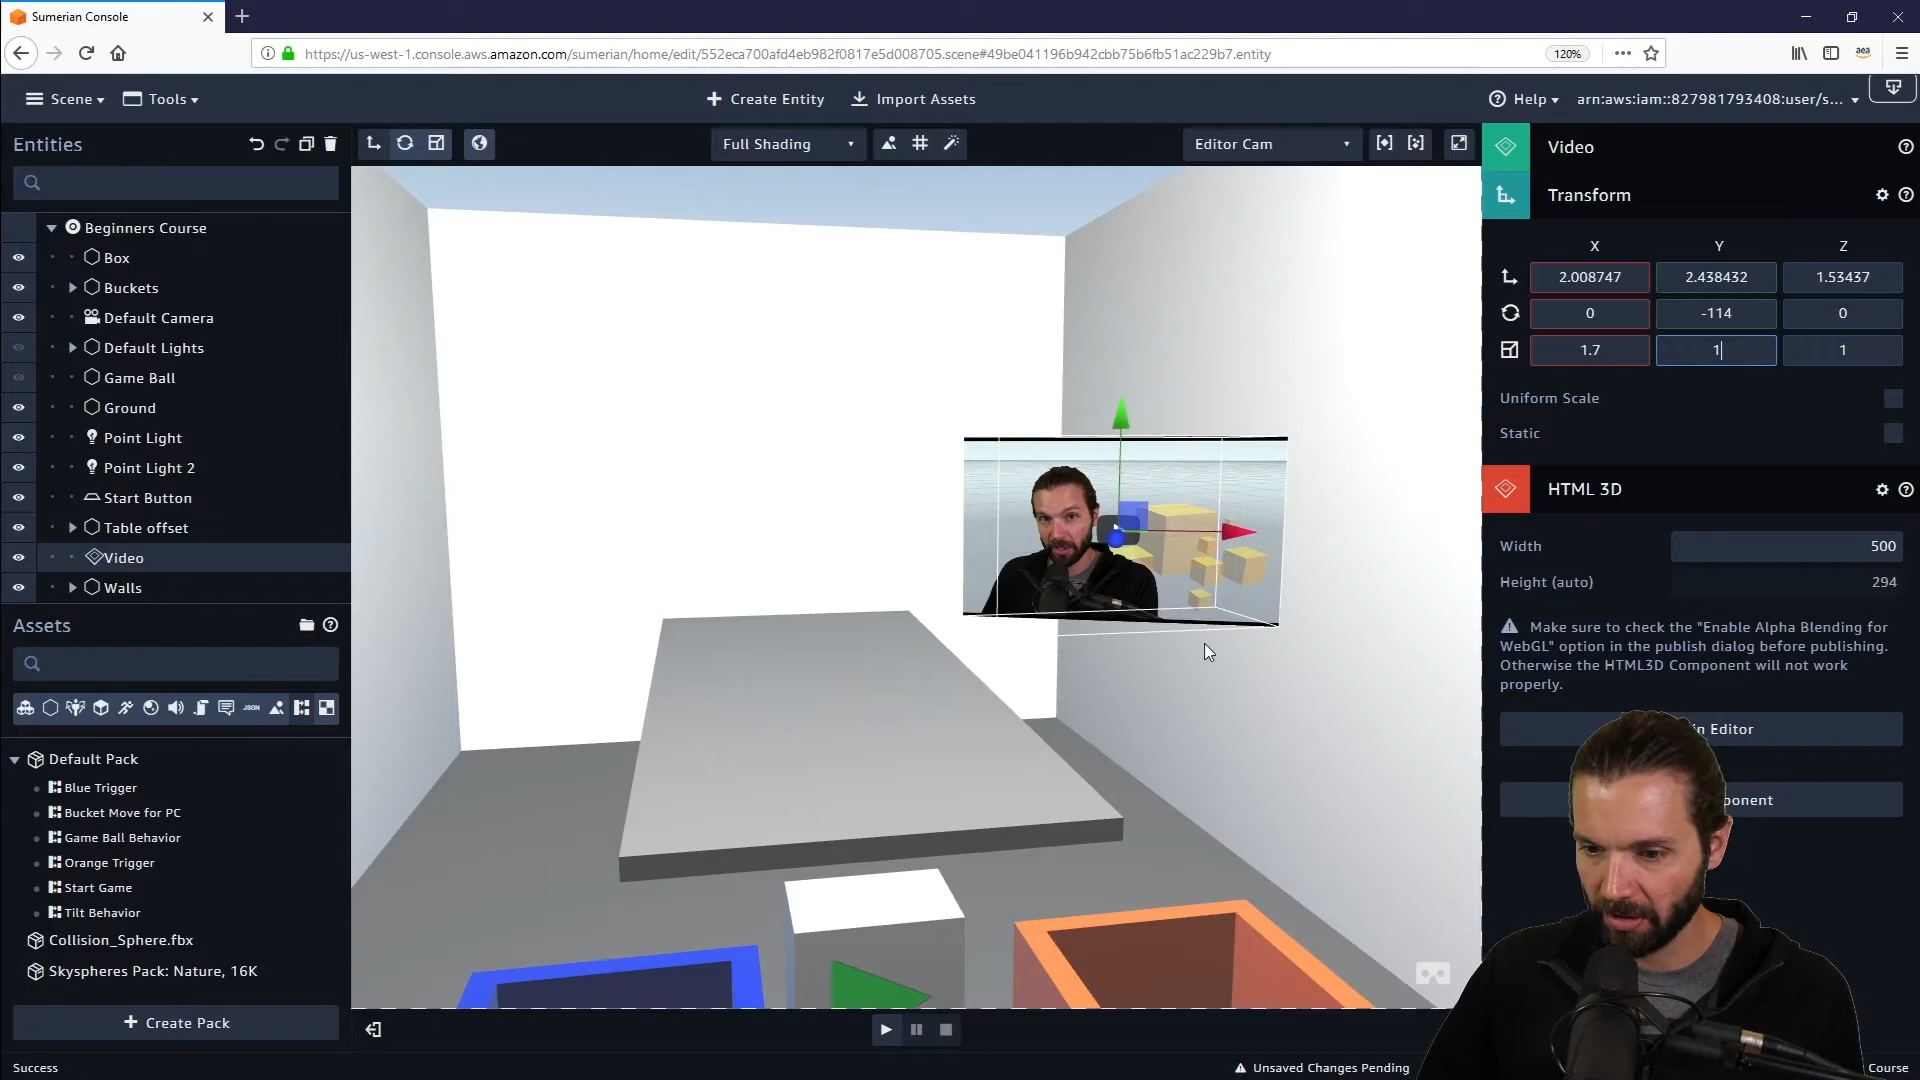 Sumerian Console
https://us-west-1.console.aws.amazon.com/sumerian/home/edit/552eca700afd4eb982f0817e5d008705.scene#49be041196b942cbb75b6fb51ac229b7.entity
120%
aea
Scene
Tools
Create Entity
Import Assets
Help
arn:aws:iam::827981793408:user/s...
Entities
Full Shading
Editor Cam
Video
Transform
X Y Z
2.008747 2.438432 1.53437
0 -114 0
1.7 1 1
Uniform Scale
Static
HTML 3D
Width 500
Height (auto) 294
Make sure to check the "Enable Alpha Blending for
WebGL" option in the publish dialog before publishing.
Otherwise the HTML3D Component will not work
properly.
in Editor
Beginners Course
Box
Buckets
Default Camera
Default Lights
Game Ball
Ground
Point Light
Point Light 2
Start Button
Table offset
Video
Walls
Assets
JSON
Default Pack
Blue Trigger
Bucket Move for PC
Game Ball Behavior
Orange Trigger
Start Game
Tilt Behavior
Collision_Sphere.fbx
Skyspheres Pack: Nature, 16K
Create Pack
Success
Unsaved Changes Pending
Course